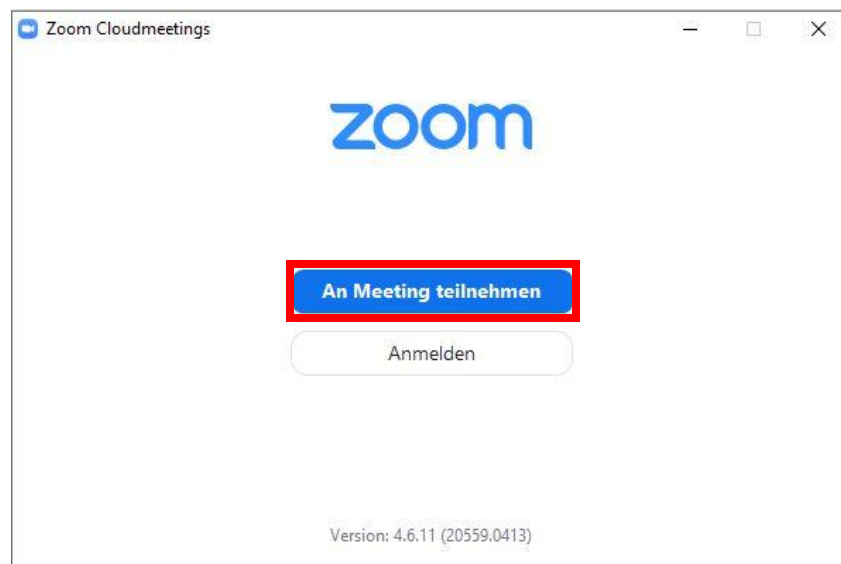 Zoom Cloudmeetings
zoom
An Meeting teilnehmen
Anmelden
Version: 4.6.11 (20559.0413)